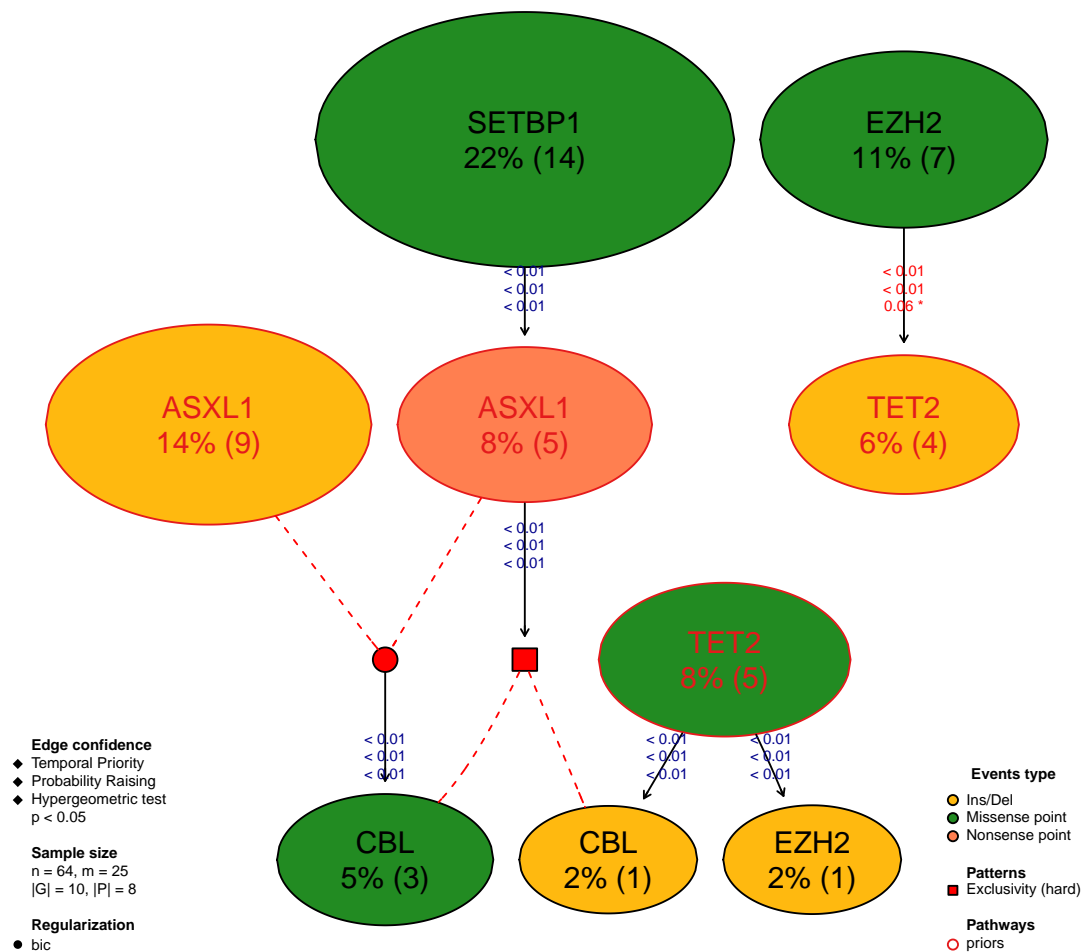 SETBP1
22% (14)
EZH2
11% (7)
< 0.01
< 0.01
< 0.01
< 0.01
< 0.01
0.06 *
ASXL1
14% (9)
ASXL1
8% (5)
TET2
6% (4)
< 0.01
< 0.01
< 0.01
TET2
8% (5)
< 0.01
< 0.01
< 0.01
< 0.01
< 0.01
< 0.01
< 0.01
< 0.01
< 0.01
CBL
5% (3)
CBL
2% (1)
EZH2
2% (1)
Edge confidence
Temporal Priority
Probability Raising
Hypergeometric test
p < 0.05
Sample size
n = 64, m = 25
|G| = 10, |P| = 8
Regularization
bic
Events type
Ins/Del
Missense point
Nonsense point
Patterns
Exclusivity (hard)
Pathways
priors